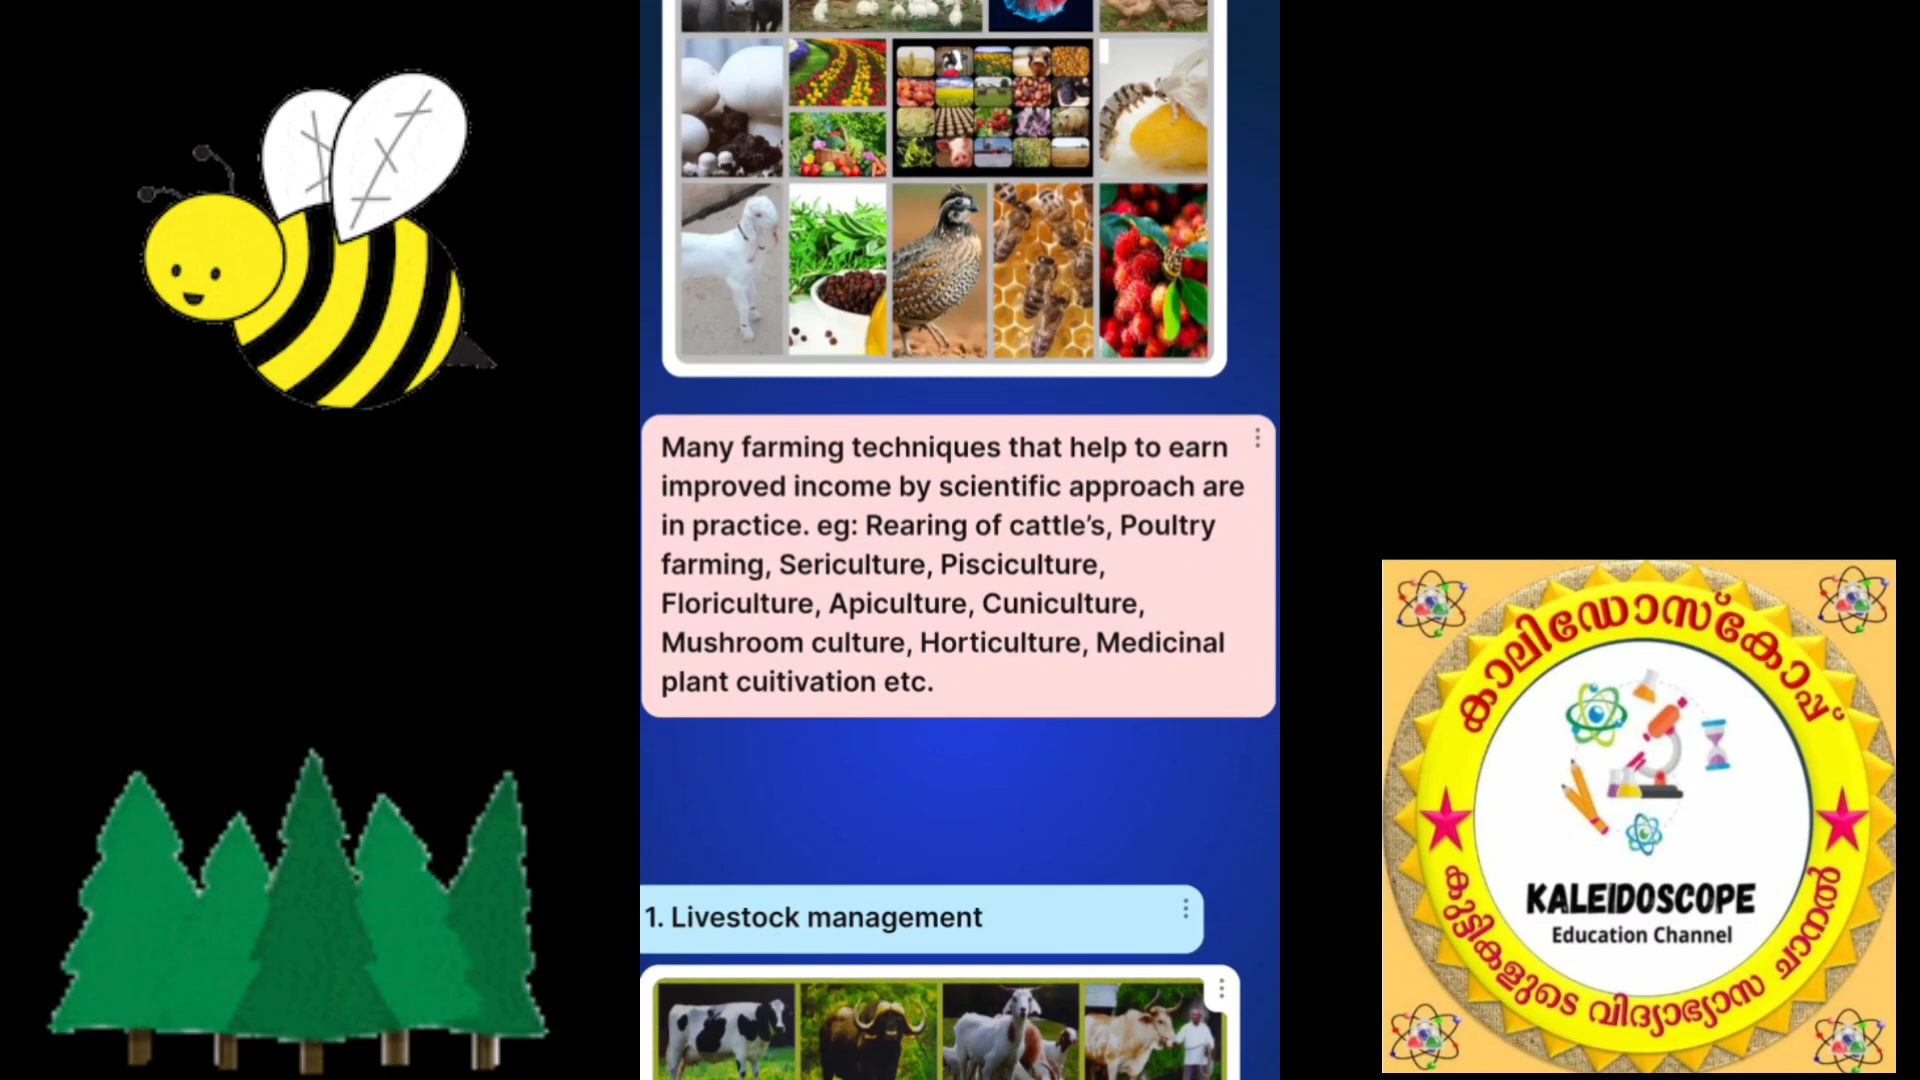 Many farming techniques that help to earn
improved income by scientific approach are
in practice. eg: Rearing of cattle's, Poultry
farming, Sericulture, Pisciculture,
Floriculture, Apiculture, Cuniculture,
Mushroom culture, Horticulture, Medicinal
plant cuitivation etc.
1. Livestock management
കാലിഡോസ്കോപ്പ്
KALEIDOSCOPE
Education Channel
കുട്ടികളുടെ വിദ്യാഭ്യാസ ചാനൽ